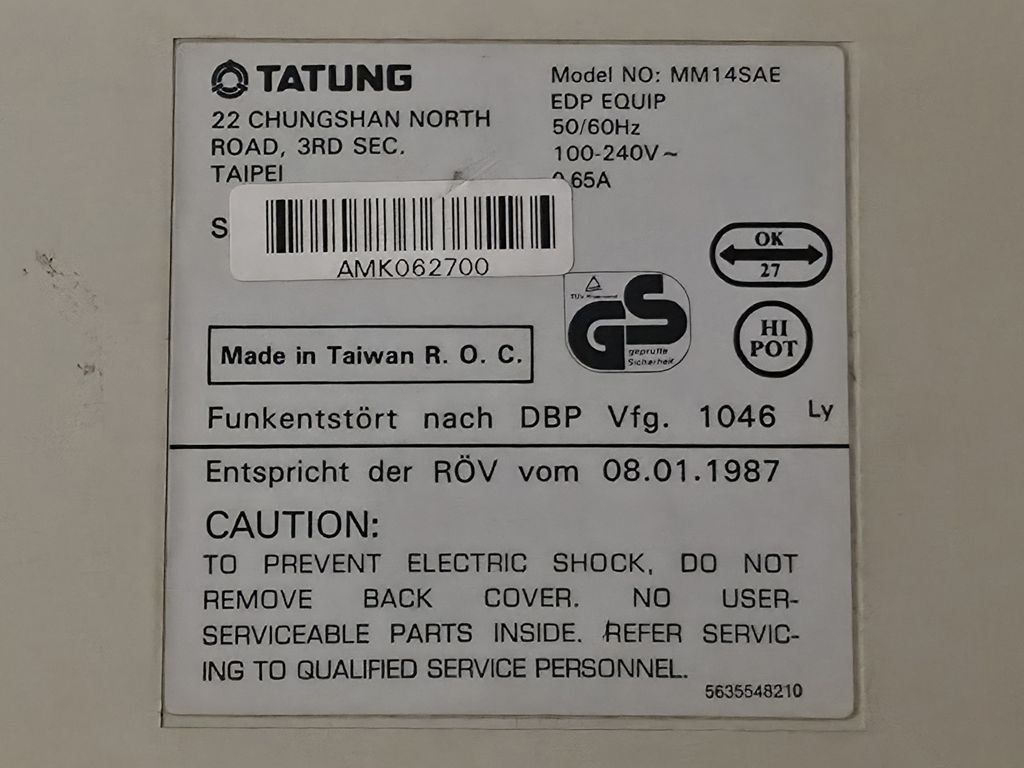 TATUNG
22 CHUNGSHAN NORTH
ROAD, 3RD SEC.
TAIPEI
Model NO: MM14SAE
EDP EQUIP
50/60Hz
100-240V~
65A
S
AMK062700
OK
27
HI
POT
GS
geprüfte
Sicherheit
Made in Taiwan R. O. C.
Funkentstört nach DBP Vfg. 1046 Ly
Entspricht der RÖV vom 08.01.1987
CAUTION:
TO PREVENT ELECTRIC SHOCK, DO NOT
REMOVE BACK COVER. NO USER-
SERVICEABLE PARTS INSIDE. REFER SERVIC-
ING TO QUALIFIED SERVICE PERSONNEL.
5635548210